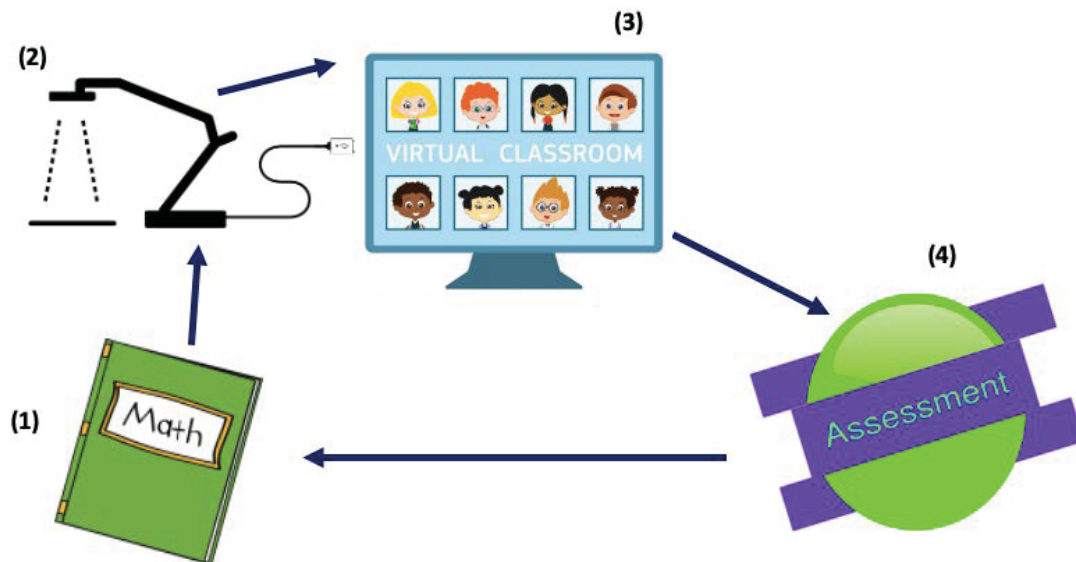 (3)
(2)
VIRTUAL CLASSROOM
(4)
(1)
Math
Assessment